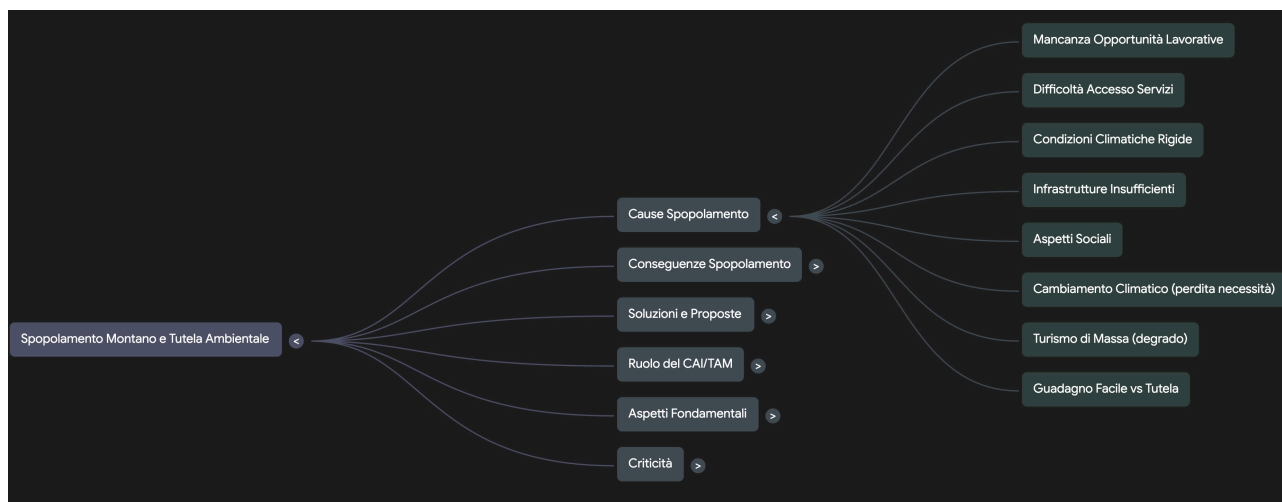 Spopolamento Montano e Tutela Ambientale
<
Cause Spopolamento
<
Conseguenze Spopolamento
>
Soluzioni e Proposte
>
Ruolo del CAI/TAM
>
Aspetti Fondamentali
>
Criticità
>
Mancanza Opportunità Lavorative
Difficoltà Accesso Servizi
Condizioni Climatiche Rigide
Infrastrutture Insufficienti
Aspetti Sociali
Cambiamento Climatico (perdita necessità)
Turismo di Massa (degrado)
Guadagno Facile vs Tutela